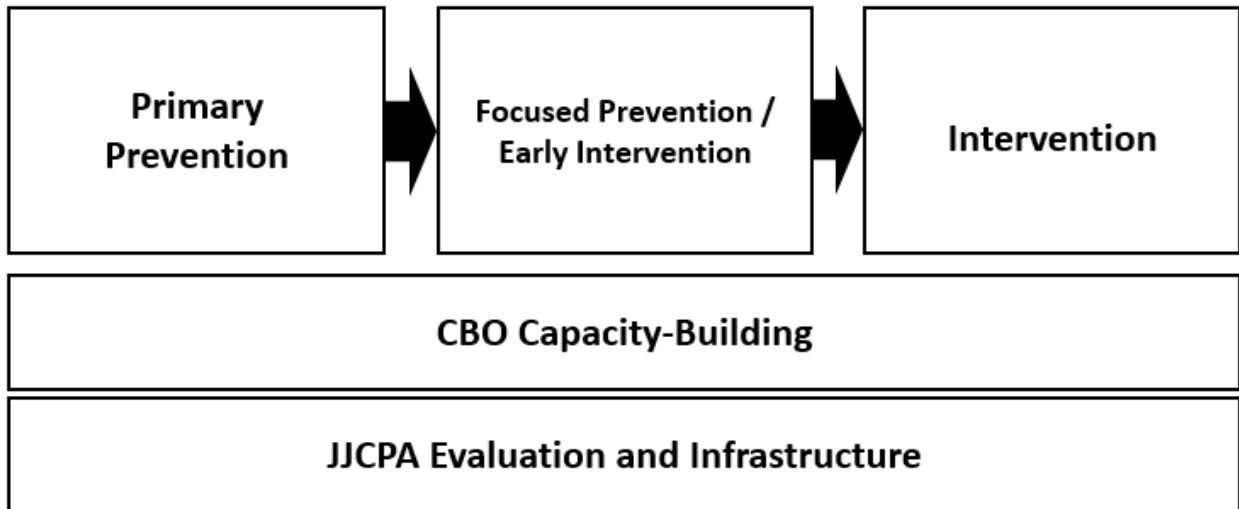 Primary
Prevention
Focused Prevention /
Early Intervention
Intervention
CBO Capacity-Building
JJCPA Evaluation and Infrastructure